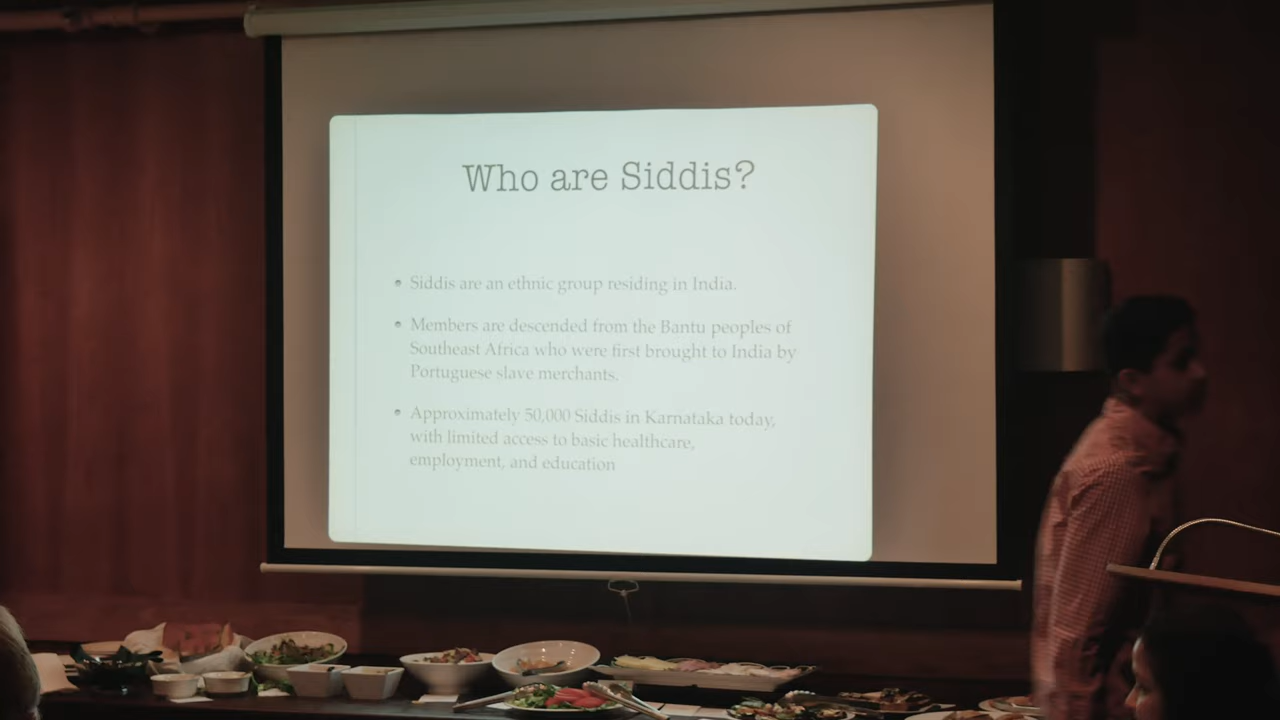 Who are Siddis?
• Siddis are an ethnic group residing in India.
• Members are descended from the Bantu peoples of
Southeast Africa who were first brought to India by
Portuguese slave merchants.
• Approximately 50,000 Siddis in Karnataka today,
with limited access to basic healthcare,
employment, and education